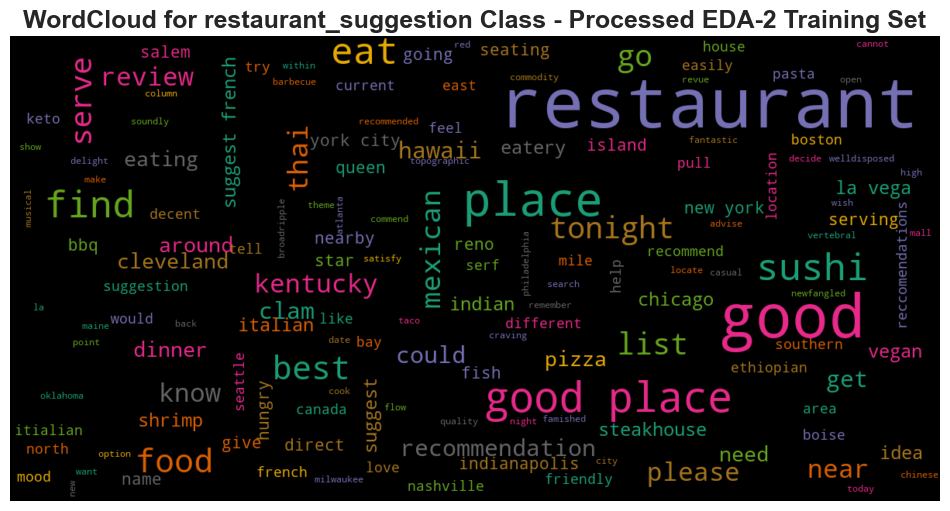 WordCloud for restaurant_suggestion Class - Processed EDA-2 Training Set
red
house
cannot
salem
eat
going
seating
go
easily
review
try
within
barbecue
current
east
commodity
revue
pasta
open
serve
column
suggest french
restaurant
keto
soundly
thai
york city
recommended
feel
hawaii
eatery
island
fantastic
boston
show
delight
eating
queen
topographic
pull
decide
welldisposed
high
make
location
la vega
find
decent
musical
broadripple
theme
atlanta
commend
mexican
place
new york
wish
serving
advise
tonight
reccomendations
mall
vertebral
bbq
around
tell
nearby
reno
recommend
cleveland
star
satisfy
serf
philadelphia
mile
help
locate
casual
sushi
suggestion
kentucky
search
remember
newfangled
la
clam
indian
chicago
good
maine
would
back
italian
like
taco
different
point
date
bay
craving
list
southern
dinner
could
pizza
vegan
seattle
best
fish
ethiopian
get
oklahoma
know
hungry
cook
suggest
good place
canada
flow
quality
famished
area
itialian
shrimp
night
steakhouse
boise
north
give
direct
recommendation
need
idea
option
food
love
indianapolis
city
mood
want
name
french
milwaukee
friendly
please
near
chinese
new
nashville
today